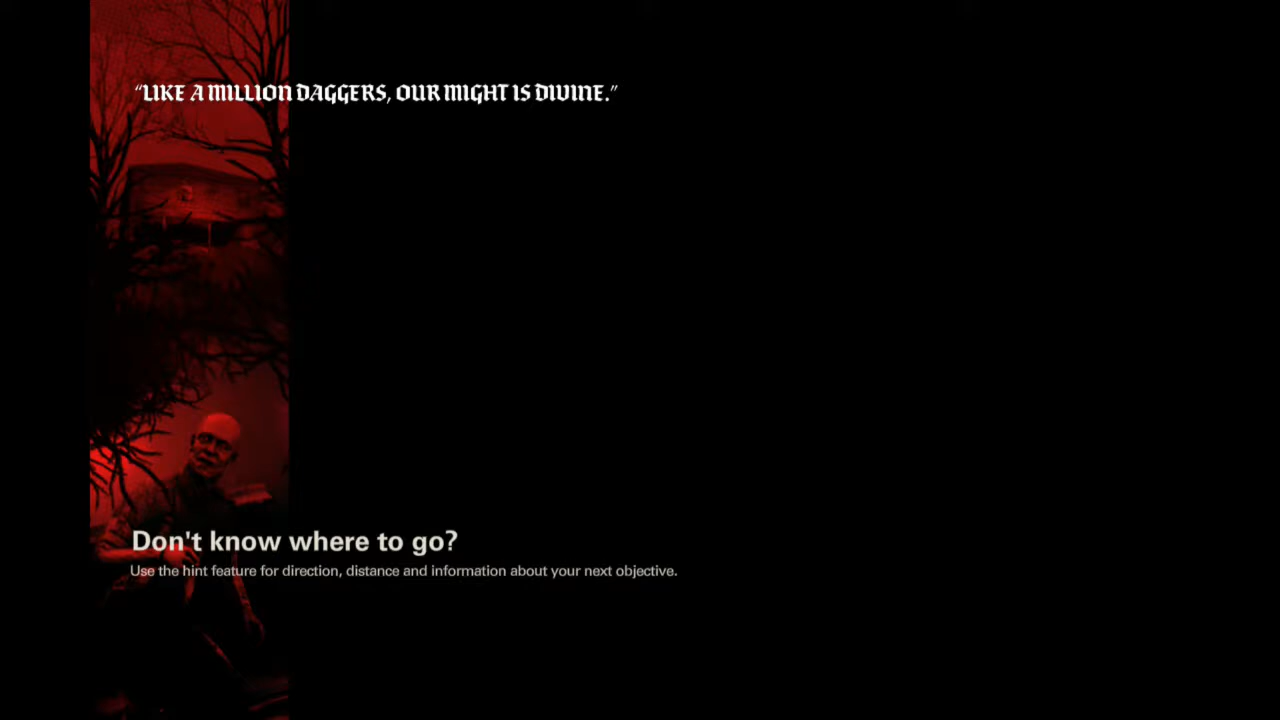 “LIKE A MILLION DAGGERS, OUR MIGHT IS DIVINE.”
Don't know where to go?
Use the hint feature for direction, distance and information about your next objective.